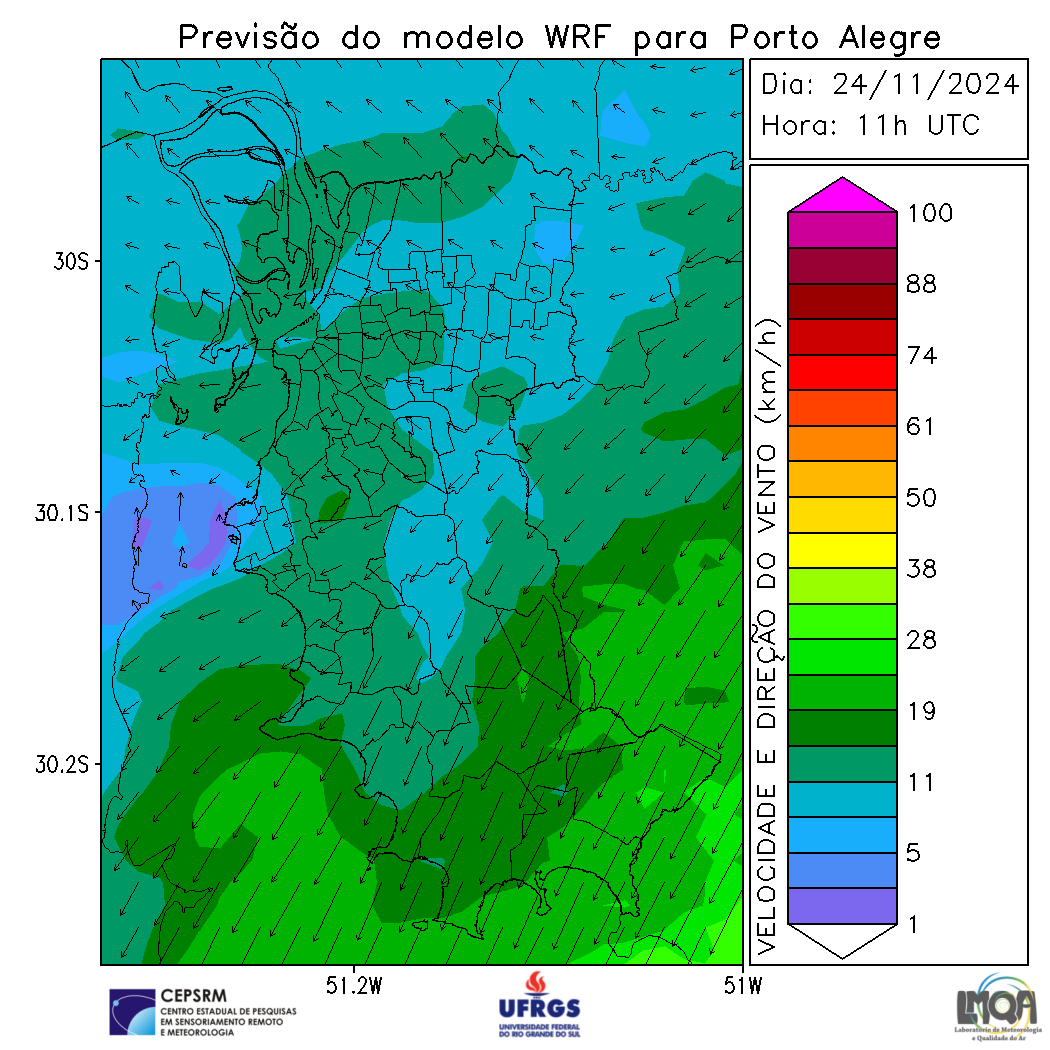 Previsão do modelo WRF para Porto Alegre
Dia: 24/11/2024
Hora: 11h UTC
30S
30.1S
30.2S
51.2W
51W
VELOCIDADE E DIREÇÃO DO VENTO (km/h)
100
88
74
61
50
38
28
19
11
5
1
CEPSRM
CENTRO ESTADUAL DE PESQUISAS
EM SENSORIAMENTO REMOTO
E METEOROLOGIA
UFRGS
UNIVERSIDADE FEDERAL
DO RIO GRANDE DO SUL
LMQA
Laboratório de Meteorologia
e Qualidade do Ar